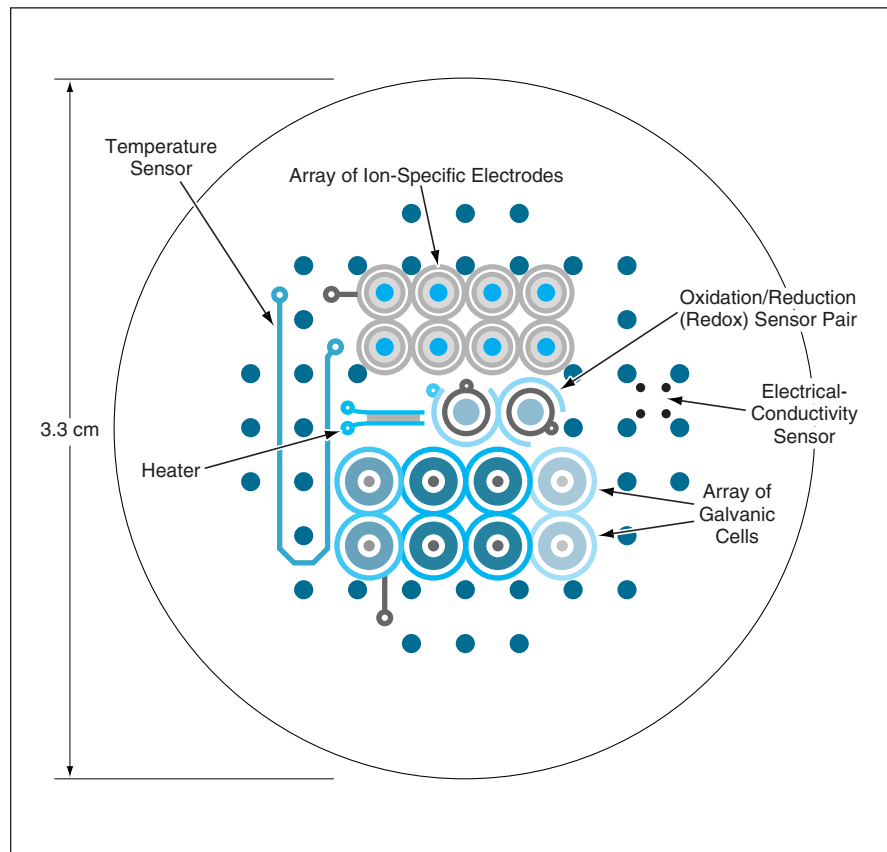 Temperature
Sensor
Array of Ion-Specific Electrodes
Oxidation/Reduction
(Redox) Sensor Pair
Electrical-
Conductivity
Sensor
3.3 cm
Heater
Array of
Galvanic
Cells